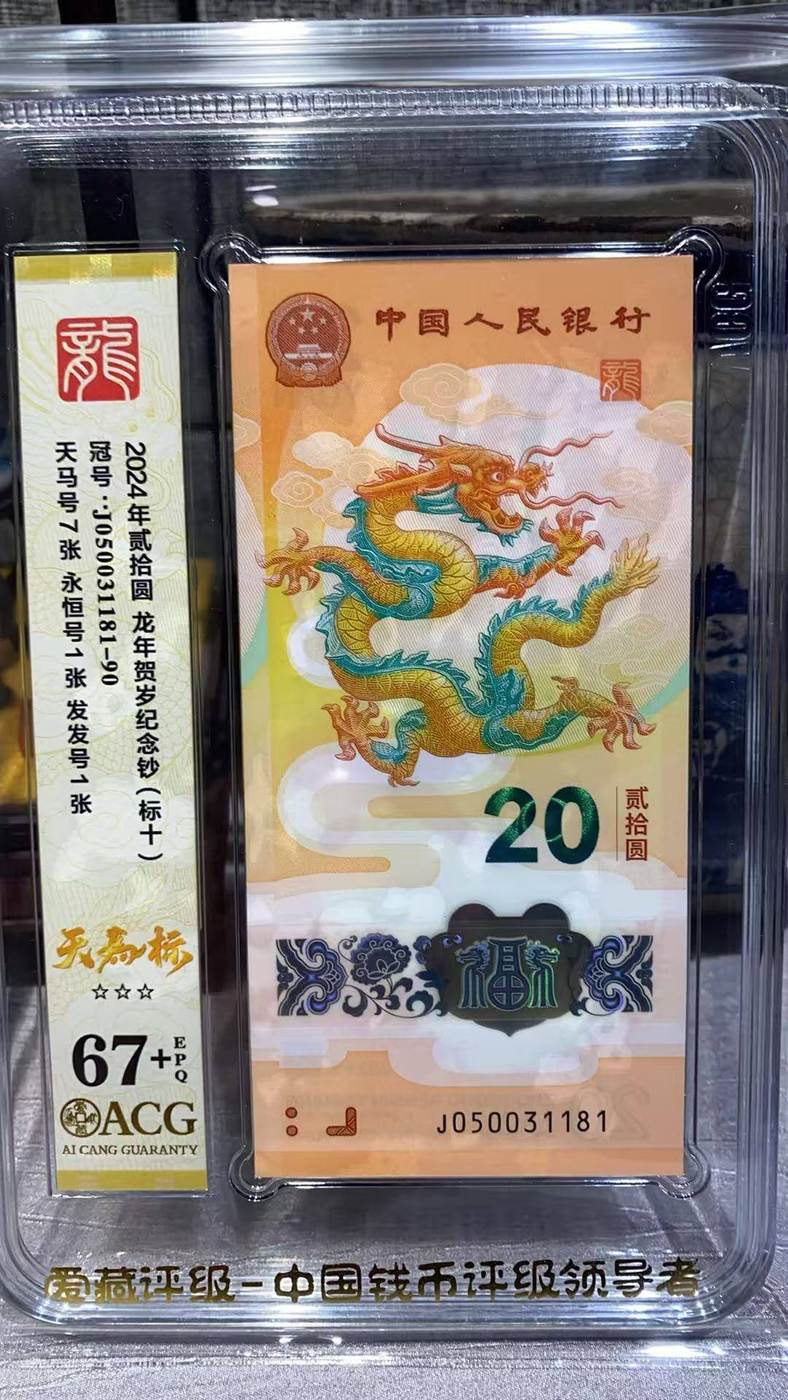 龍
2024年贰拾圆 龙年贺岁纪念钞（标十）
冠号：J050031181-90
天马号7张 永恒号1张 发发号1张
天为标
☆☆☆
67+EPQ
ACG
AI CANG GUARANTY
中国人民银行
龍
20 贰拾圆
福
J050031181
爱藏评级-中国钱币评级领导者